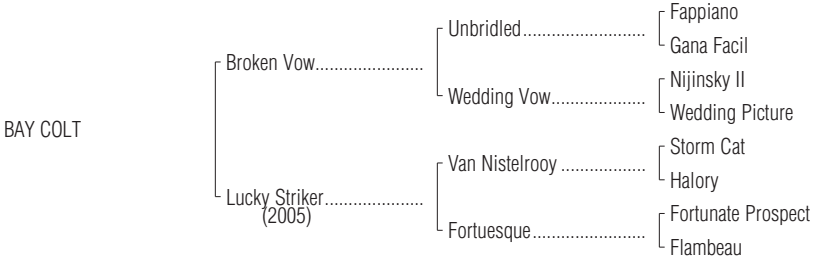 Fappiano
Unbridled..........................
Gana Facil
Broken Vow.......................
Nijinsky II
Wedding Vow....................
Wedding Picture
BAY COLT
Storm Cat
Van Nistelrooy ..................
Halory
Lucky Striker.....................
(2005)
Fortunate Prospect
Fortuesque........................
Flambeau